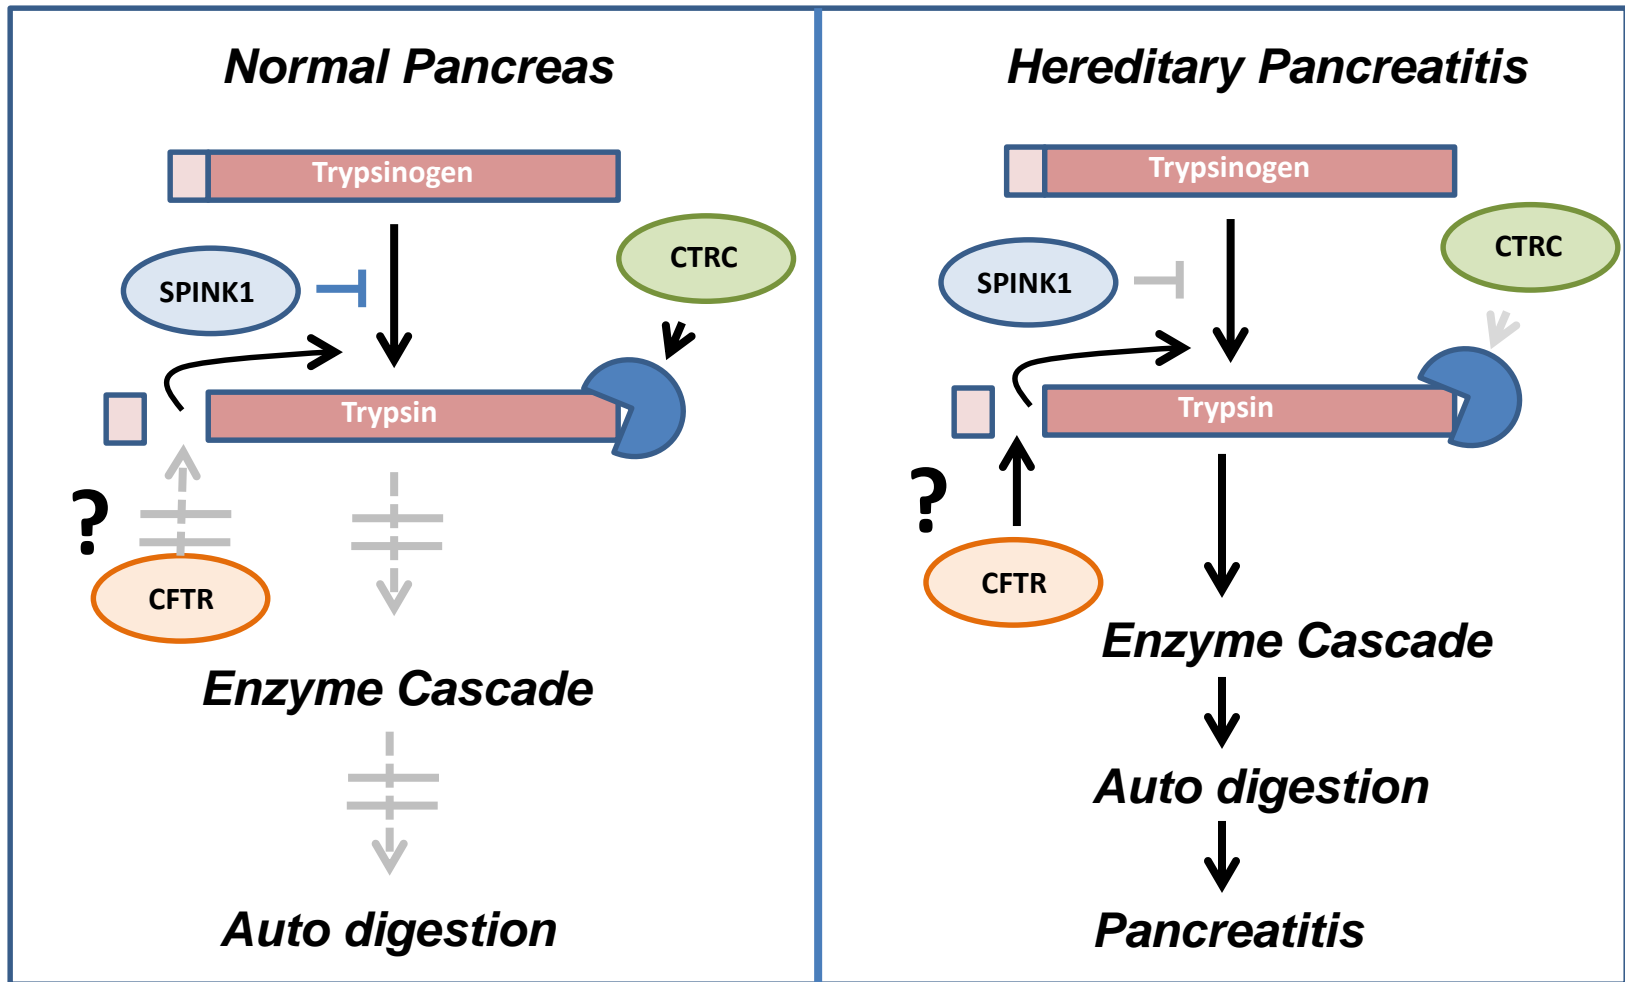 Normal Pancreas
Trypsinogen
CTRC
SPINK1
Trypsin
?
CFTR
Enzyme Cascade
Auto digestion
Hereditary Pancreatitis
Trypsinogen
CTRC
SPINK1
Trypsin
?
CFTR
Enzyme Cascade
Auto digestion
Pancreatitis